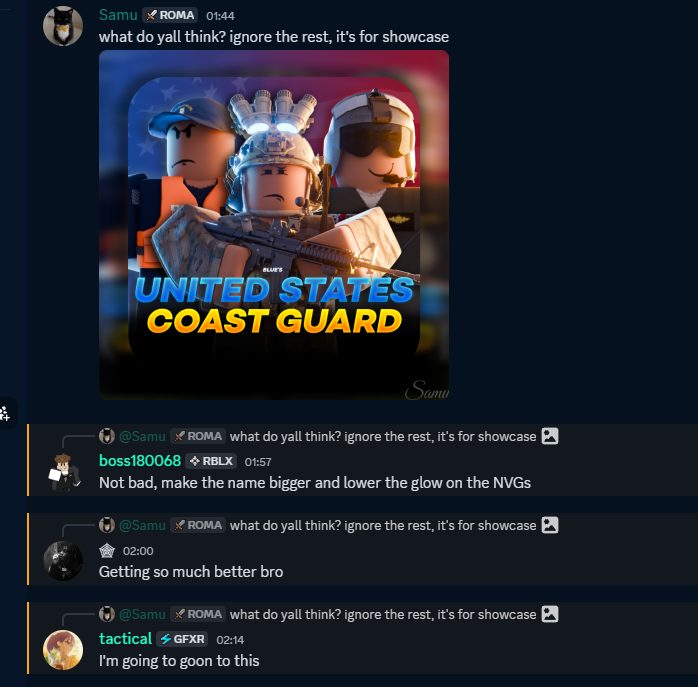 Samu ROMA 01:44
what do yall think? ignore the rest, it's for showcase
BLUE'S
UNITED STATES
COAST GUARD
Samu
@Samu ROMA what do yall think? ignore the rest, it's for showcase
boss180068 RBLX 01:57
Not bad, make the name bigger and lower the glow on the NVGs
@Samu ROMA what do yall think? ignore the rest, it's for showcase
02:00
Getting so much better bro
@Samu ROMA what do yall think? ignore the rest, it's for showcase
tactical GFXR 02:14
I'm going to goon to this